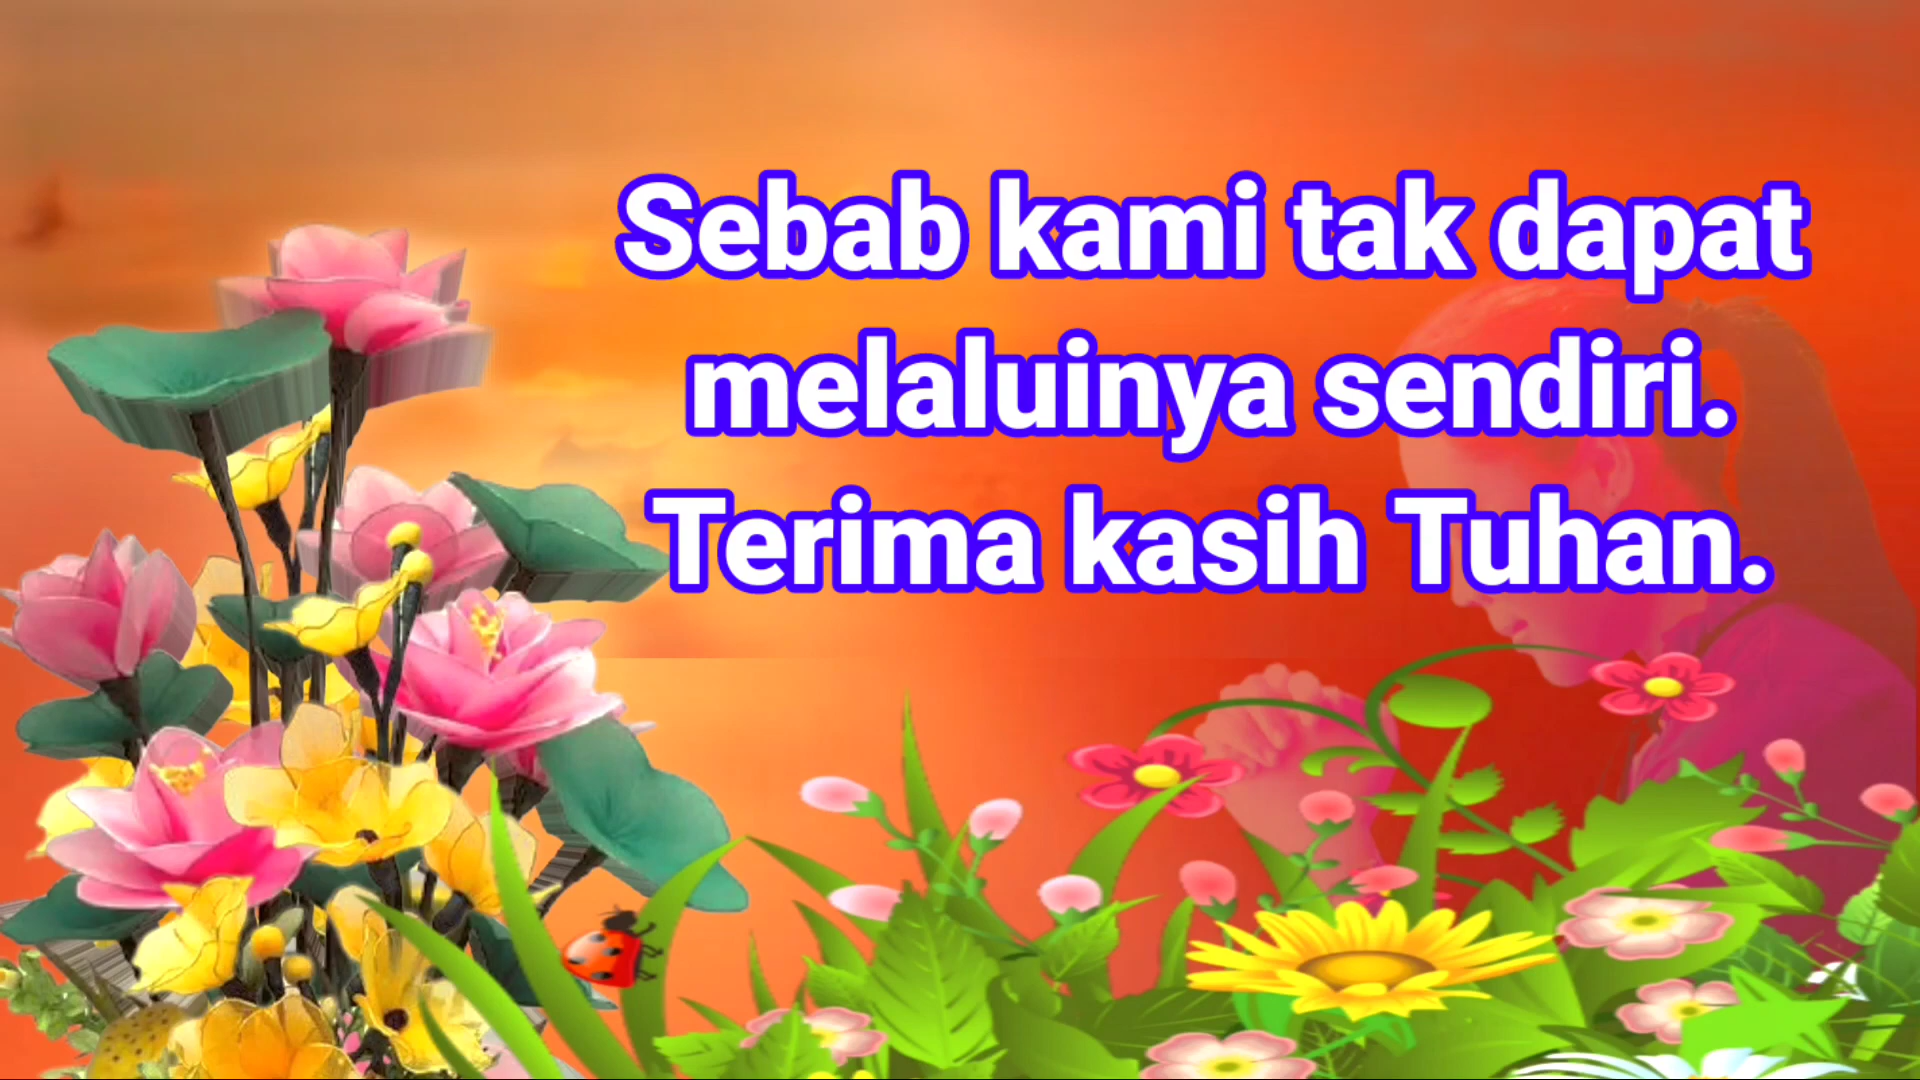 Sebab kami tak dapat
melaluinya sendiri.
Terima kasih Tuhan.